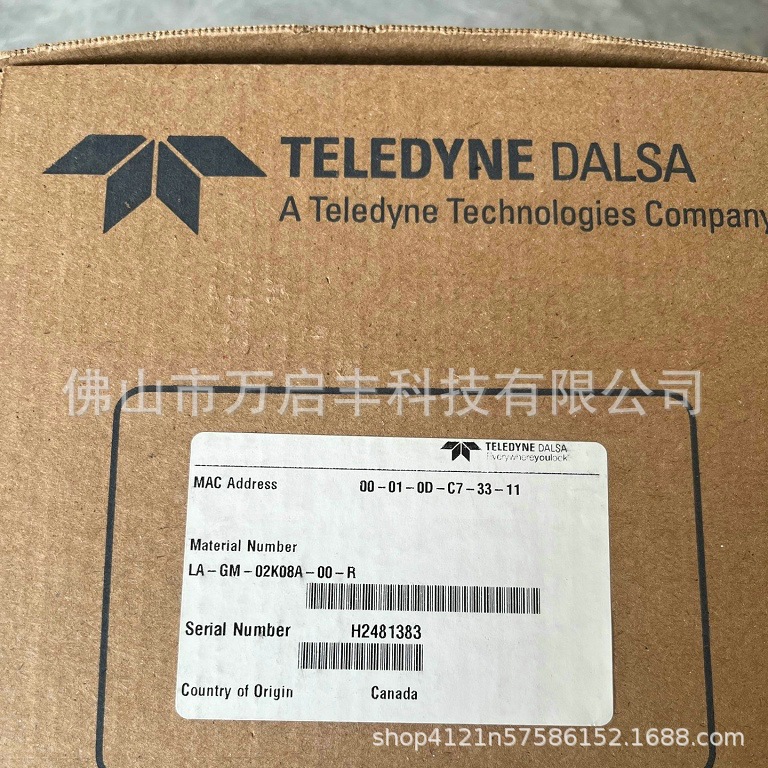 TELEDYNE DALSA
A Teledyne Technologies Company
佛山市万启丰科技有限公司
TELEDYNE DALSA
Everywhereyoulook
MAC Address 00-01-0D-C7-33-11
Material Number
LA-GM-02K08A-00-R
Serial Number H2481383
Country of Origin Canada
shop4121n57586152.1688.com